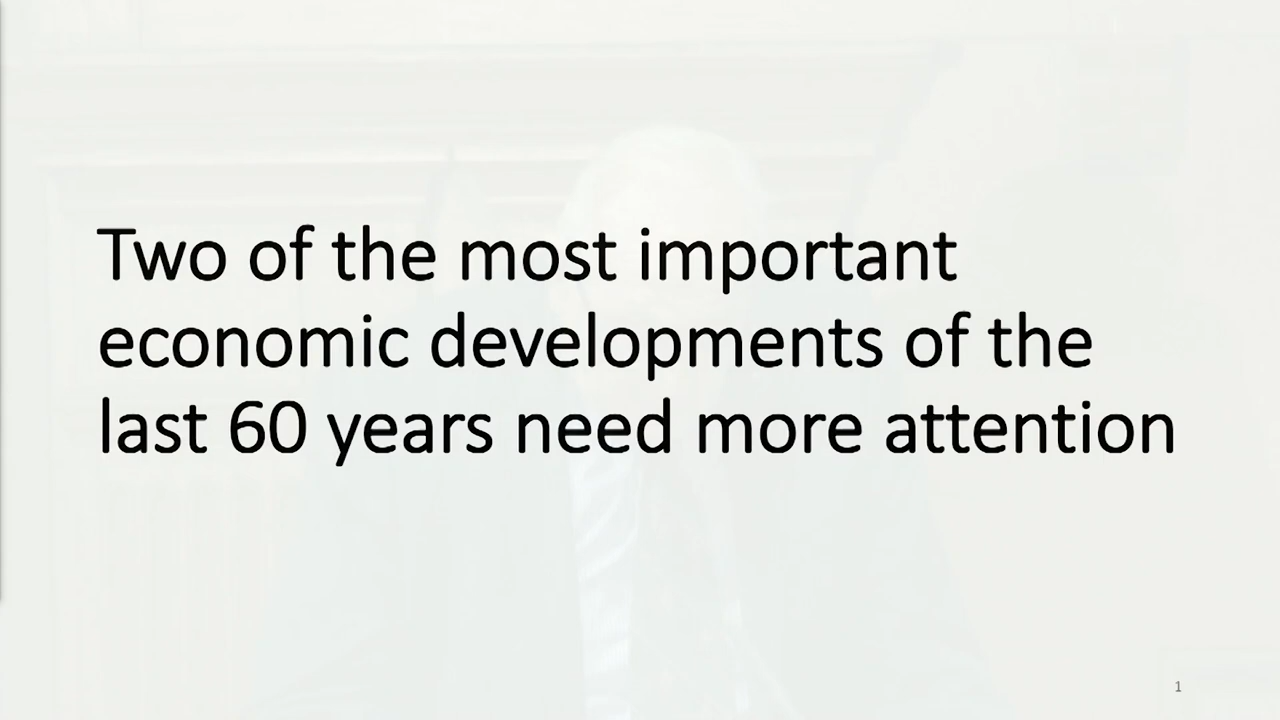 Two of the most important
economic developments of the
last 60 years need more attention
1